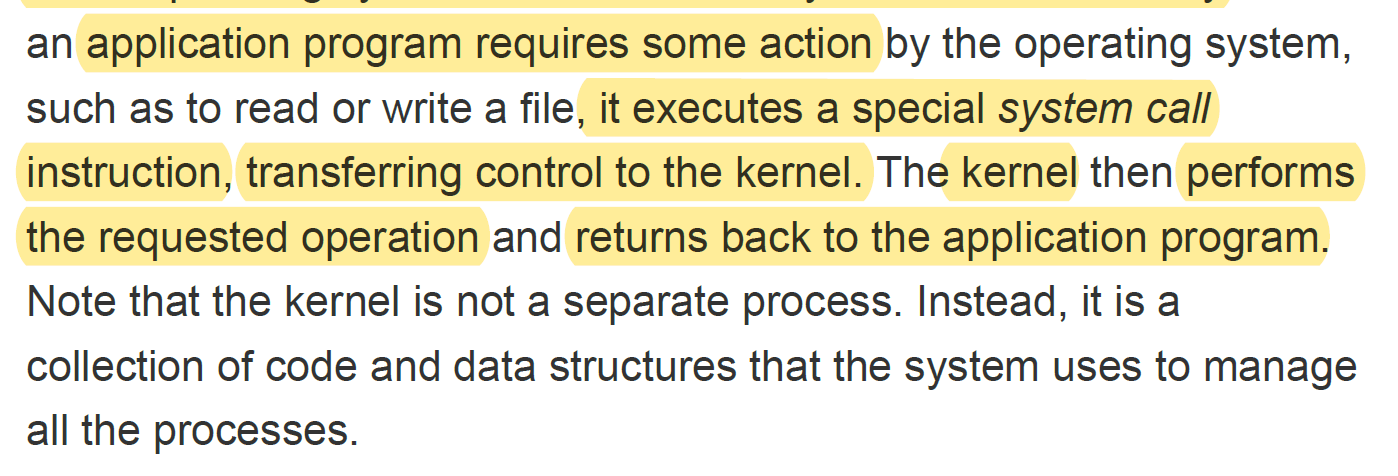 an application program requires some action by the operating system,
such as to read or write a file, it executes a special system call
instruction, transferring control to the kernel. The kernel then performs
the requested operation and returns back to the application program.
Note that the kernel is not a separate process. Instead, it is a
collection of code and data structures that the system uses to manage
all the processes.